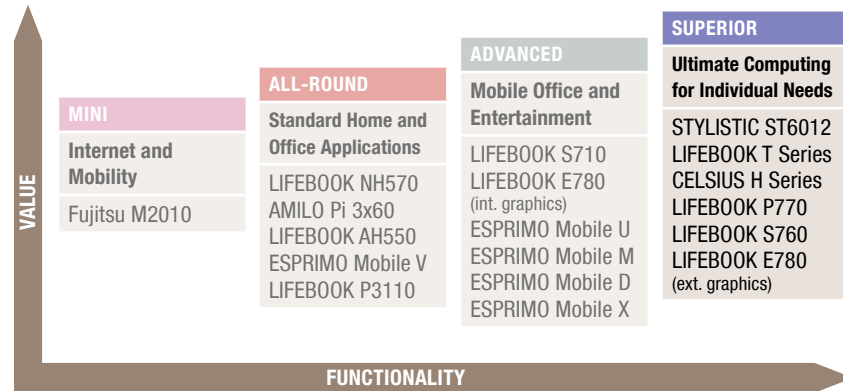 VALUE
MINI
Internet and
Mobility
Fujitsu M2010
ALL-ROUND
Standard Home and
Office Applications
LIFEBOOK NH570
AMILO Pi 3x60
LIFEBOOK AH550
ESPRIMO Mobile V
LIFEBOOK P3110
ADVANCED
Mobile Office and
Entertainment
LIFEBOOK S710
LIFEBOOK E780
(int. graphics)
ESPRIMO Mobile U
ESPRIMO Mobile M
ESPRIMO Mobile D
ESPRIMO Mobile X
SUPERIOR
Ultimate Computing
for Individual Needs
STYLISTIC ST6012
LIFEBOOK T Series
CELSIUS H Series
LIFEBOOK P770
LIFEBOOK S760
LIFEBOOK E780
(ext. graphics)
FUNCTIONALITY